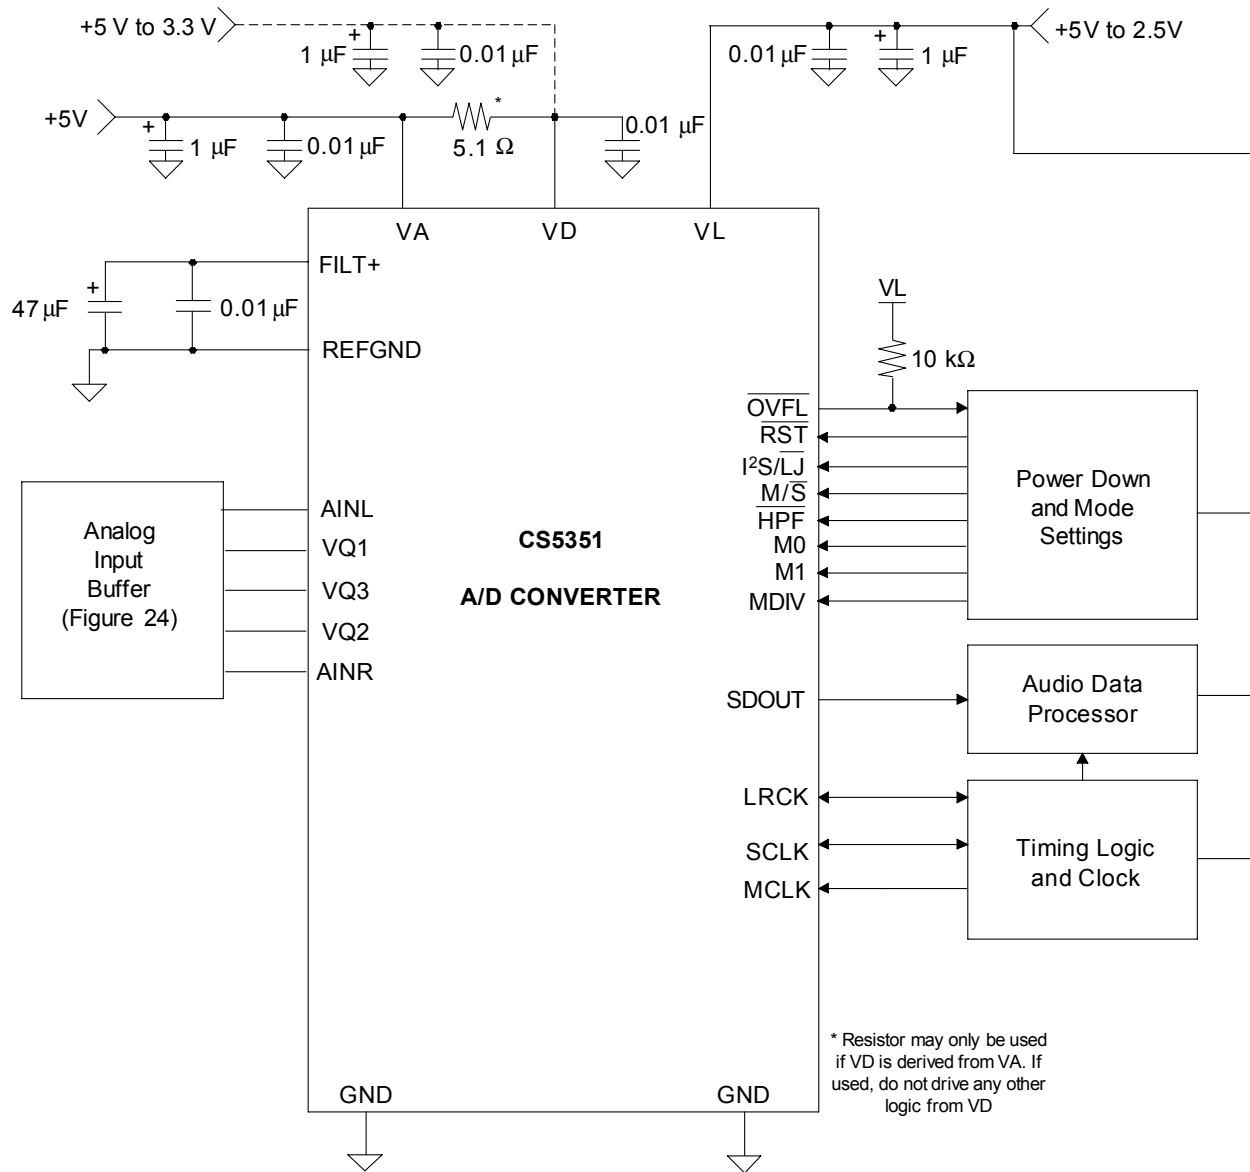 +5 V to 3.3 V
+
1 µF
0.01 µF
0.01 µF
+
1 µF
+5V to 2.5V
+5V
+
1 µF
0.01 µF
*
5.1 Ω
0.01 µF
VA
VD
VL
FILT+
+
47 µF
0.01 µF
REFGND
VL
10 kΩ
OVFL
RST
I²S/LJ
M/S
HPF
M0
M1
MDIV
Power Down
and Mode
Settings
Analog
Input
Buffer
(Figure 24)
AINL
VQ1
VQ3
VQ2
AINR
CS5351
A/D CONVERTER
SDOUT
Audio Data
Processor
LRCK
SCLK
MCLK
Timing Logic
and Clock
* Resistor may only be used
if VD is derived from VA. If
used, do not drive any other
logic from VD
GND
GND